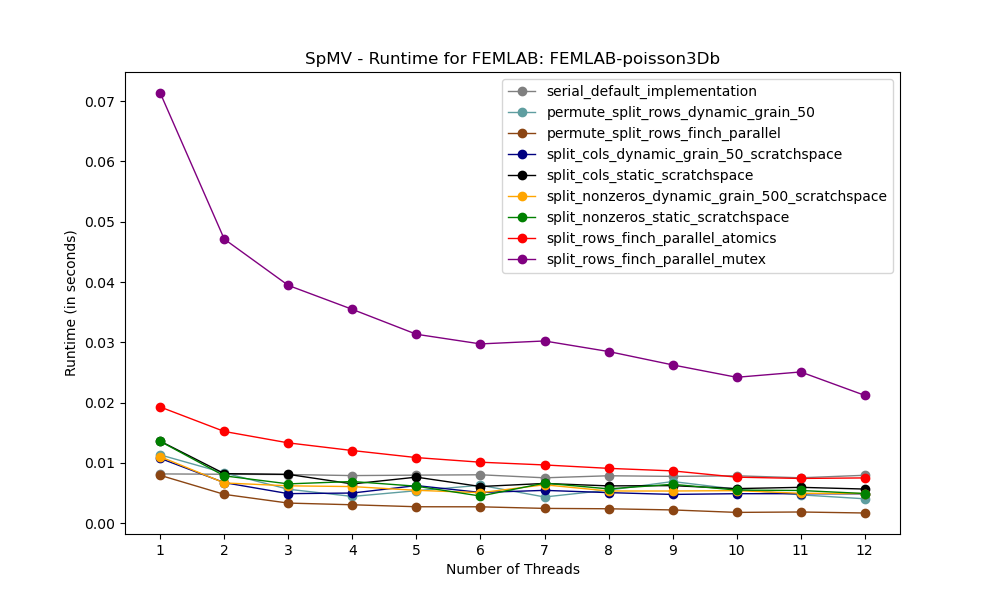 SpMV - Runtime for FEMLAB: FEMLAB-poisson3Db
serial_default_implementation
permute_split_rows_dynamic_grain_50
permute_split_rows_finch_parallel
split_cols_dynamic_grain_50_scratchspace
split_cols_static_scratchspace
split_nonzeros_dynamic_grain_500_scratchspace
split_nonzeros_static_scratchspace
split_rows_finch_parallel_atomics
split_rows_finch_parallel_mutex
Runtime (in seconds)
0.07
0.06
0.05
0.04
0.03
0.02
0.01
0.00
1 2 3 4 5 6 7 8 9 10 11 12
Number of Threads